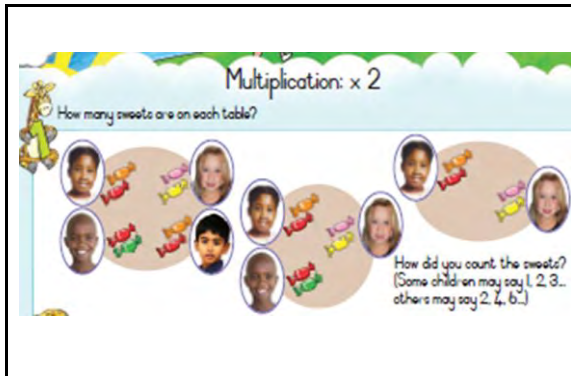 Multiplication: x 2
How many sweets are on each table?
How did you count the sweets?
(Some children may say 1, 2, 3...
others may say 2, 4, 6...)